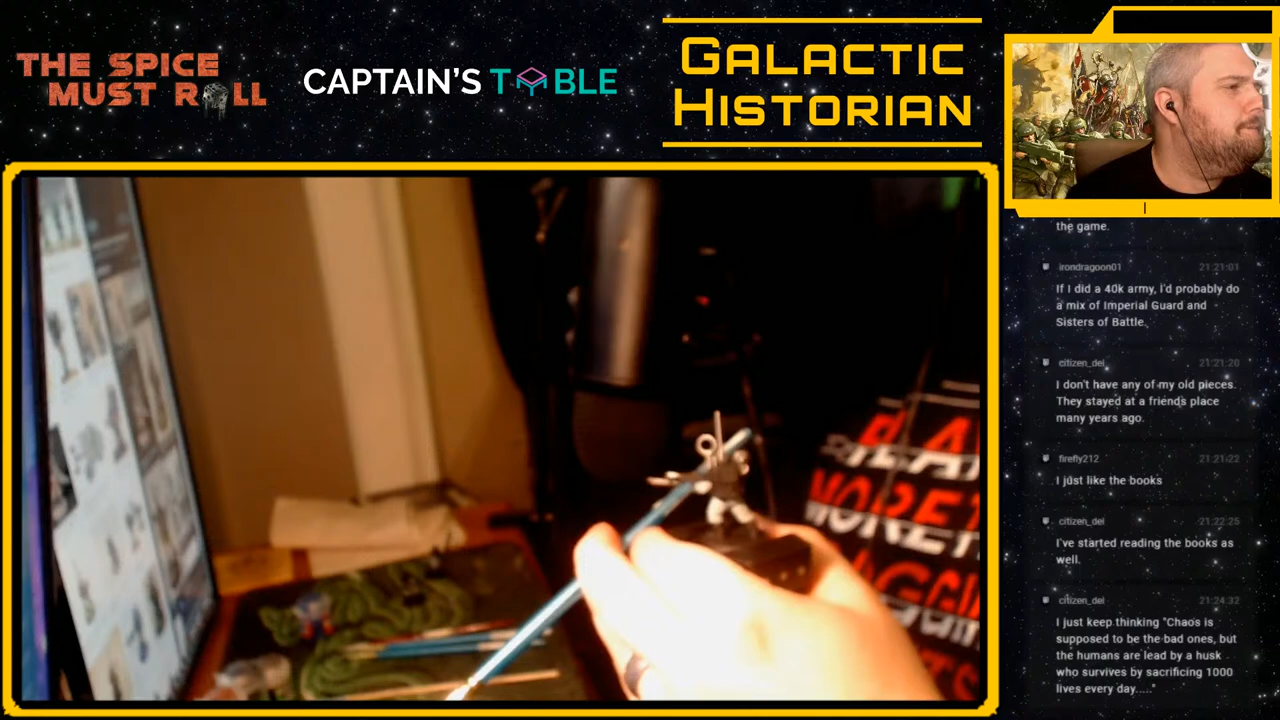 THE SPICE
MUST ROLL
CAPTAIN'S TABLE
GALACTIC
HISTORIAN
the game.
irondragoon01 21:21:01
If I did a 40k army, I'd probably do
a mix of Imperial Guard and
Sisters of Battle.
citizen_del 21:21:20
I don't have any of my old pieces.
They stayed at a friends place
many years ago.
firefly212 21:21:22
I just like the books
citizen_del 21:22:25
I've started reading the books as
well.
citizen_del 21:24:32
I just keep thinking "Chaos is
supposed to be the bad ones, but
the humans are lead by a husk
who survives by sacrificing 1000
lives every day....."